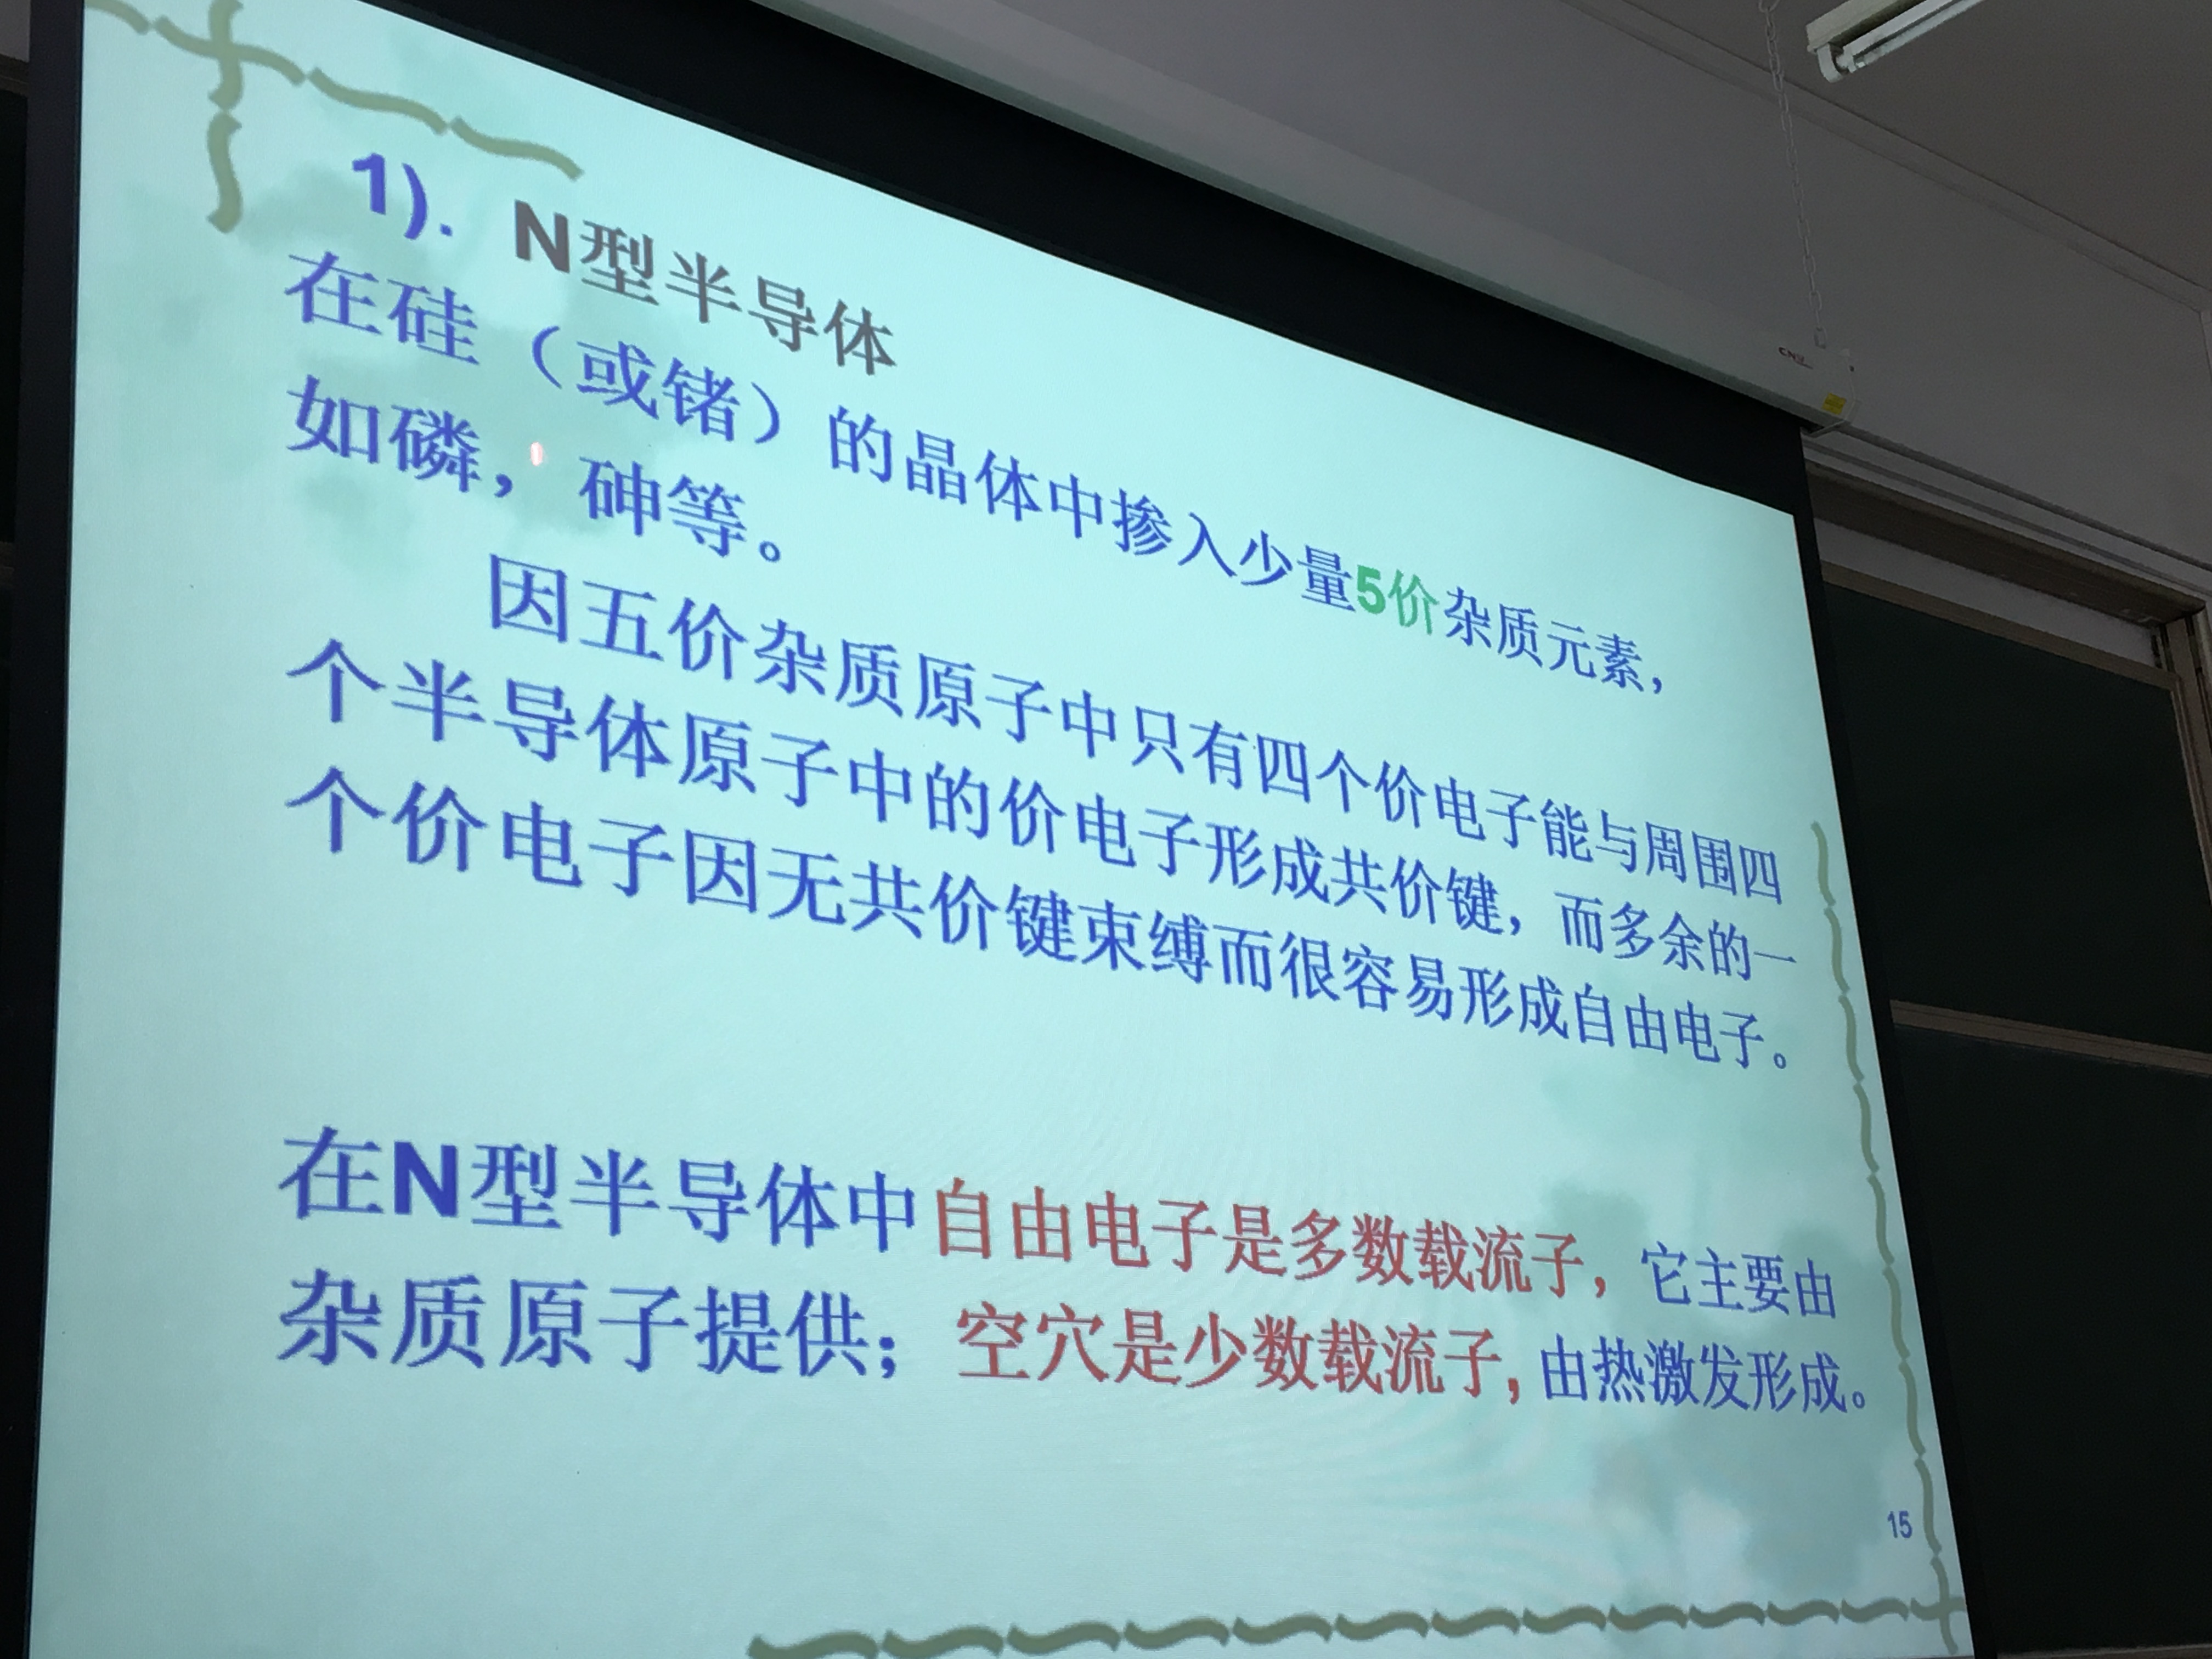 1). N型半导体
在硅（或锗）的晶体中掺入少量5价杂质元素，
如磷，砷等。
因五价杂质原子中只有四个价电子能与周围四
个半导体原子中的价电子形成共价键，而多余的一
个价电子因无共价键束缚而很容易形成自由电子。
在N型半导体中自由电子是多数载流子，它主要由
杂质原子提供；空穴是少数载流子,由热激发形成。
15